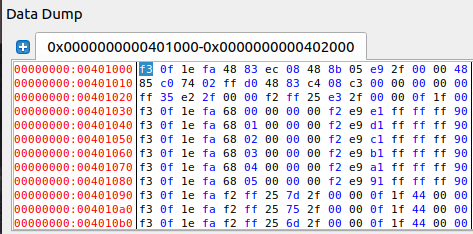 Data Dump
0x0000000000401000-0x0000000000402000
00000000:00401000 f3 0f 1e fa 48 83 ec 08 48 8b 05 e9 2f 00 00 48
00000000:00401010 85 c0 74 02 ff d0 48 83 c4 08 c3 00 00 00 00 00
00000000:00401020 ff 35 e2 2f 00 00 f2 ff 25 e3 2f 00 00 0f 1f 00
00000000:00401030 f3 0f 1e fa 68 00 00 00 00 f2 e9 e1 ff ff ff 90
00000000:00401040 f3 0f 1e fa 68 01 00 00 00 f2 e9 d1 ff ff ff 90
00000000:00401050 f3 0f 1e fa 68 02 00 00 00 f2 e9 c1 ff ff ff 90
00000000:00401060 f3 0f 1e fa 68 03 00 00 00 f2 e9 b1 ff ff ff 90
00000000:00401070 f3 0f 1e fa 68 04 00 00 00 f2 e9 a1 ff ff ff 90
00000000:00401080 f3 0f 1e fa 68 05 00 00 00 f2 e9 91 ff ff ff 90
00000000:00401090 f3 0f 1e fa f2 ff 25 7d 2f 00 00 0f 1f 44 00 00
00000000:004010a0 f3 0f 1e fa f2 ff 25 75 2f 00 00 0f 1f 44 00 00
00000000:004010b0 f3 0f 1e fa f2 ff 25 6d 2f 00 00 0f 1f 44 00 00